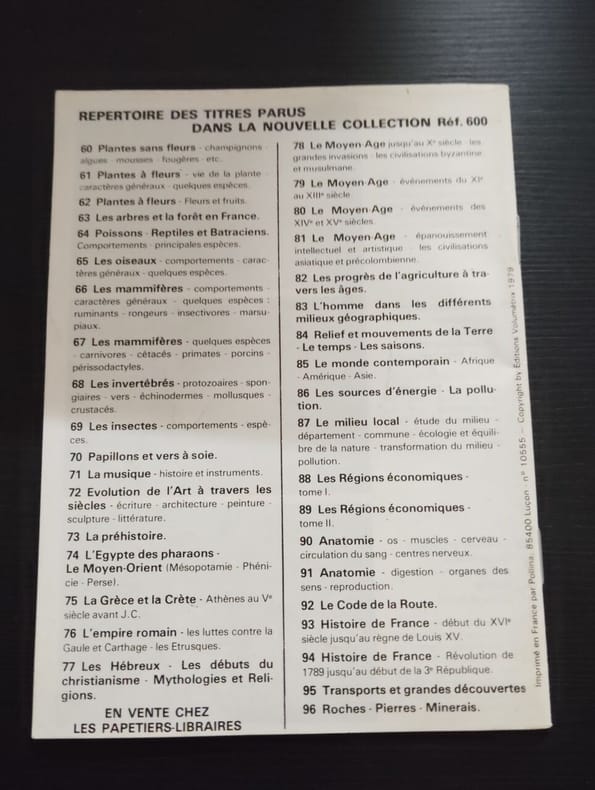 REPERTOIRE DES TITRES PARUS
DANS LA NOUVELLE COLLECTION Réf. 600
60 Plantes sans fleurs - champignons -
algues - mousses - fougères - etc.
61 Plantes à fleurs - vie de la plante -
caractères généraux - quelques espèces.
62 Plantes à fleurs - Fleurs et fruits.
63 Les arbres et la forêt en France.
64 Poissons - Reptiles et Batraciens.
Comportements - principales espèces.
65 Les oiseaux - comportements - carac-
tères généraux - quelques espèces.
66 Les mammifères - comportements -
caractères généraux - quelques espèces :
ruminants - rongeurs - insectivores - marsu-
piaux.
67 Les mammifères - quelques espèces
- carnivores - cétacés - primates - porcins -
périssodactyles.
68 Les invertébrés - protozoaires - spon-
giaires - vers - échinodermes - mollusques -
crustacés.
69 Les insectes - comportements - espè-
ces.
70 Papillons et vers à soie.
71 La musique - histoire et instruments.
72 Evolution de l'Art à travers les
siècles - écriture - architecture - peinture -
sculpture - littérature.
73 La préhistoire.
74 L'Egypte des pharaons -
Le Moyen-Orient (Mésopotamie - Phéni-
cie - Perse).
75 La Grèce et la Crète - Athènes au Ve
siècle avant J.C.
76 L'empire romain - les luttes contre la
Gaule et Carthage - les Etrusques.
77 Les Hébreux - Les débuts du
christianisme - Mythologies et Reli-
gions.
EN VENTE CHEZ
LES PAPETIERS-LIBRAIRES
78 Le Moyen-Age jusqu'au Xe siècle - les
grandes invasions - les civilisations byzantine
et musulmane.
79 Le Moyen-Age - événements du XIe
au XIIIe siècle
80 Le Moyen-Age - événements des
XIVe et XVe siècles.
81 Le Moyen-Age - épanouissement
intellectuel et artistique - les civilisations
asiatique et précolombienne.
82 Les progrès de l'agriculture à tra-
vers les âges.
83 L'homme dans les différents
milieux géographiques.
84 Relief et mouvements de la Terre
- Le temps - Les saisons.
85 Le monde contemporain - Afrique
- Amérique - Asie.
86 Les sources d'énergie - La pollu-
tion.
87 Le milieu local - étude du milieu -
département - commune - écologie et équili-
bre de la nature - transformation du milieu -
pollution.
88 Les Régions économiques -
tome I.
89 Les Régions économiques -
tome II.
90 Anatomie - os - muscles - cerveau -
circulation du sang - centres nerveux.
91 Anatomie - digestion - organes des
sens - reproduction.
92 Le Code de la Route.
93 Histoire de France - début du XVIe
siècle jusqu'au règne de Louis XV.
94 Histoire de France - Révolution de
1789 jusqu'au début de la 3e République.
95 Transports et grandes découvertes
96 Roches - Pierres - Minerais.
Imprimé en France par Pollina, 85400 Luçon - n° 10555 - Copyright by Éditions Volumétrix 1979